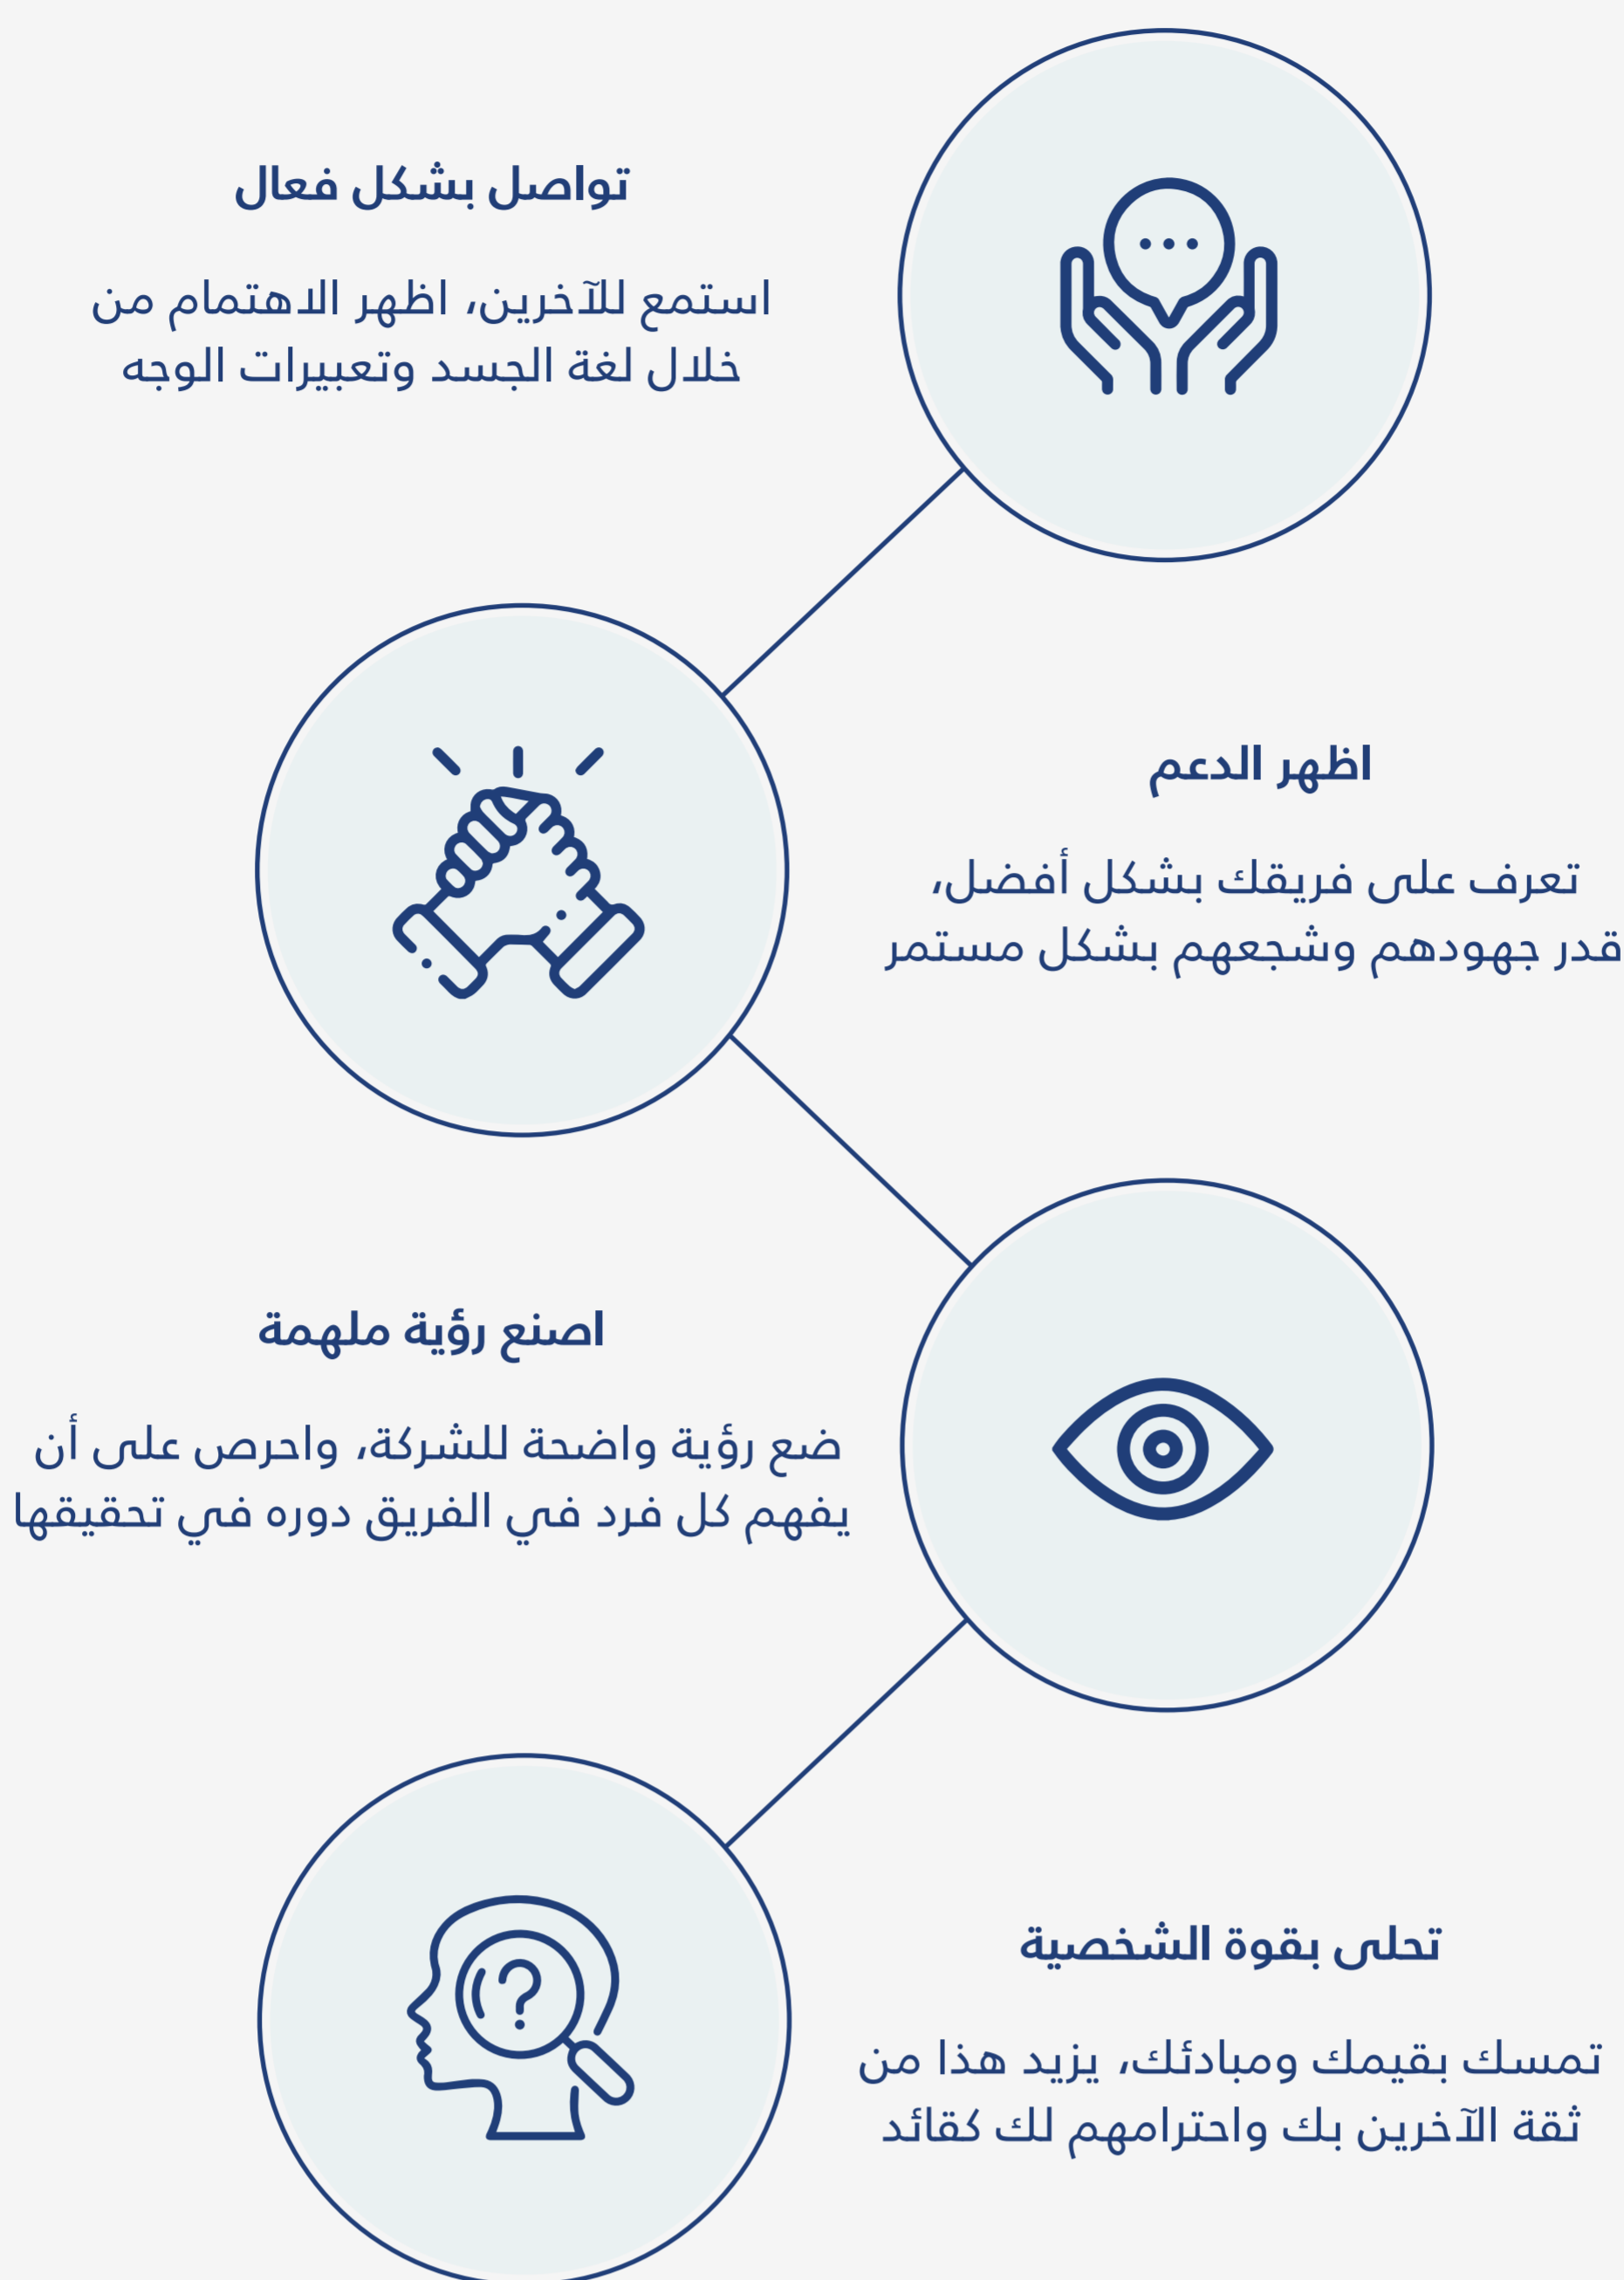 تواصل بشكل فعال
استمع للآخرين، اظهر الاهتمام من
خلال لغة الجسد وتعبيرات الوجه
اظهر الدعم
تعرف على فريقك بشكل أفضل،
قدر جهودهم وشجعهم بشكل مستمر
اصنع رؤية ملهمة
ضع رؤية واضحة للشركة، واحرص على أن
يفهم كل فرد في الفريق دوره في تحقيقها
تحلى بقوة الشخصية
تمسك بقيمك ومبادئك، يزيد هذا من
ثقة الآخرين بك واحترامهم لك كقائد